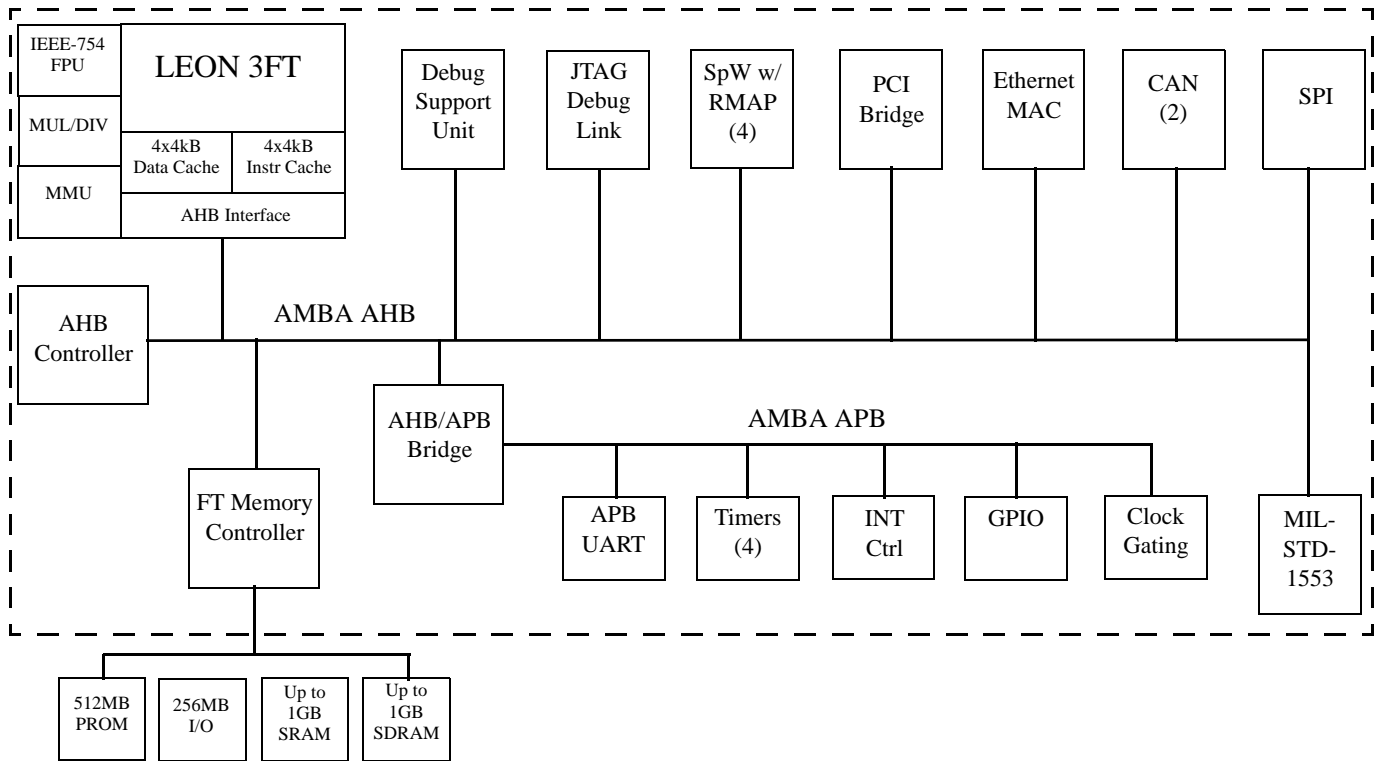 IEEE-754
FPU
LEON 3FT
MUL/DIV
4x4kB
Data Cache
4x4kB
Instr Cache
MMU
AHB Interface
Debug
Support
Unit
JTAG
Debug
Link
SpW w/
RMAP
(4)
PCI
Bridge
Ethernet
MAC
CAN
(2)
SPI
AHB
Controller
AMBA AHB
AHB/APB
Bridge
AMBA APB
FT Memory
Controller
APB
UART
Timers
(4)
INT
Ctrl
GPIO
Clock
Gating
MIL-
STD-
1553
512MB
PROM
256MB
I/O
Up to
1GB
SRAM
Up to
1GB
SDRAM